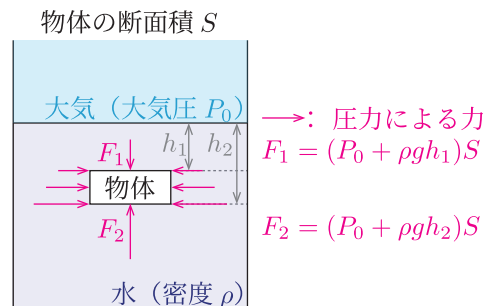 物体の断面積 S
大気（大気圧 P₀）
→：圧力による力
F₁
h₁
h₂
F₁ = (P₀ + ρgh₁)S
物体
F₂
F₂ = (P₀ + ρgh₂)S
水（密度 ρ）